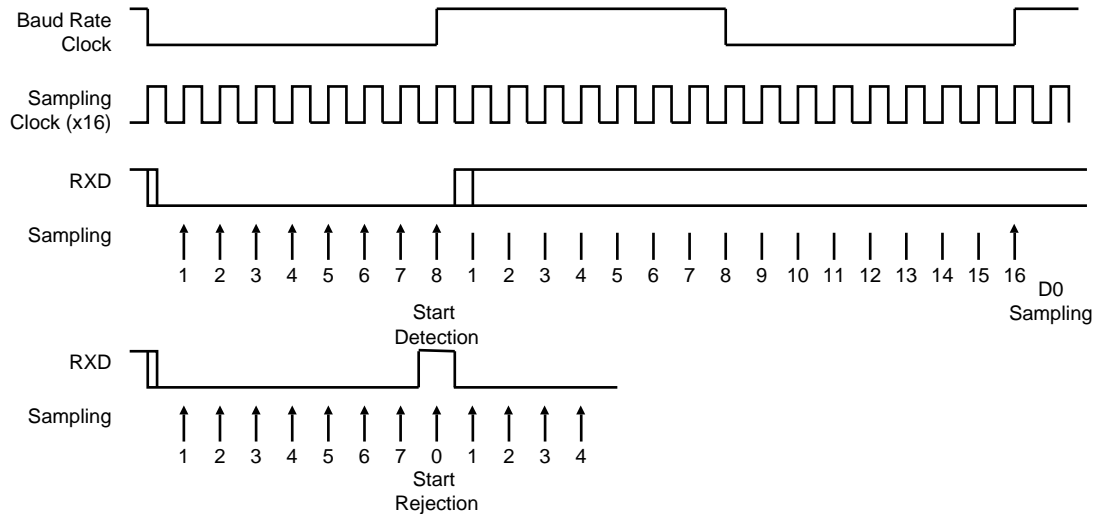 Baud Rate
Clock
Sampling
Clock (x16)
RXD
Sampling
1 2 3 4 5 6 7 8 1 2 3 4 5 6 7 8 9 10 11 12 13 14 15 16
D0
Sampling
Start
Detection
RXD
Sampling
1 2 3 4 5 6 7 0 1 2 3 4
Start
Rejection